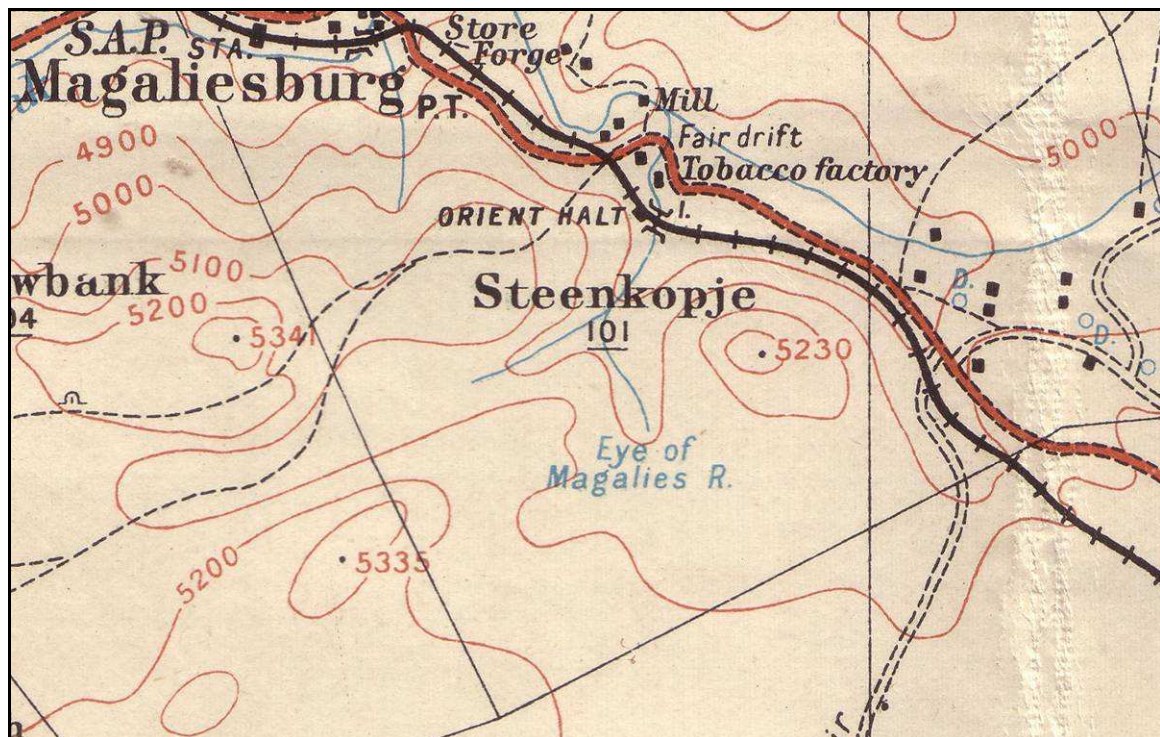 S.A.P. STA.
Store
Forge
Magaliesburg
P.T.
Mill
4900
Fair drift
5000
Tobacco factory
5000
ORIENT HALT
I.
5100
wbank
Steenkopje
D.
5200
04
101
5341
5230
D.
Eye of
Magalies R.
5335
5200